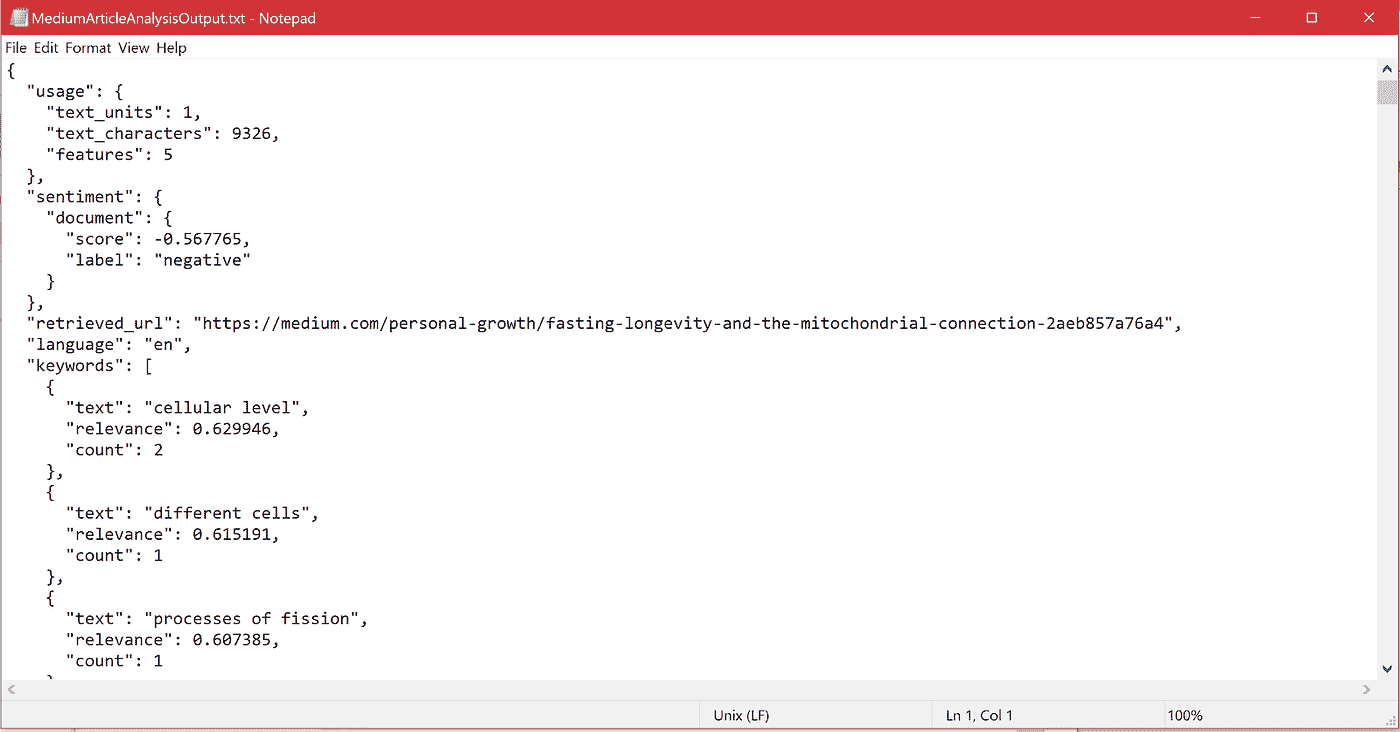 MediumArticleAnalysisOutput.txt - Notepad
File Edit Format View Help
{
  "usage": {
    "text_units": 1,
    "text_characters": 9326,
    "features": 5
  },
  "sentiment": {
    "document": {
      "score": -0.567765,
      "label": "negative"
    }
  },
  "retrieved_url": "https://medium.com/personal-growth/fasting-longevity-and-the-mitochondrial-connection-2aeb857a76a4",
  "language": "en",
  "keywords": [
    {
      "text": "cellular level",
      "relevance": 0.629946,
      "count": 2
    },
    {
      "text": "different cells",
      "relevance": 0.615191,
      "count": 1
    },
    {
      "text": "processes of fission",
      "relevance": 0.607385,
      "count": 1
Unix (LF) Ln 1, Col 1 100%